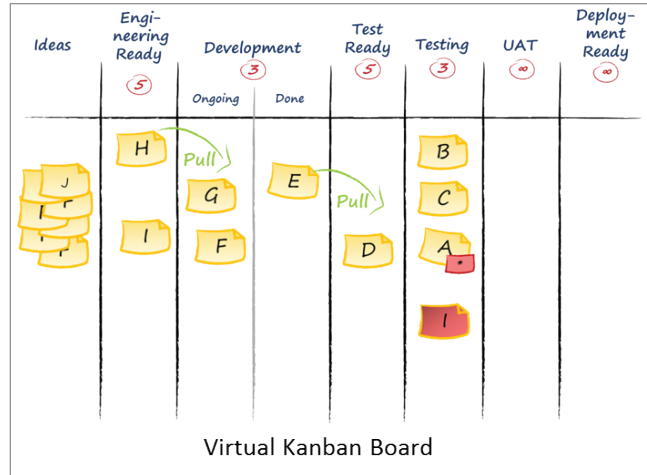 Ideas
Engi-
neering
Ready
5
Development
3
Ongoing
Done
Test
Ready
5
Testing
3
UAT
∞
Deploy-
ment
Ready
∞
H
Pull
G
E
Pull
B
C
J
I
F
D
A
*
I
Virtual Kanban Board